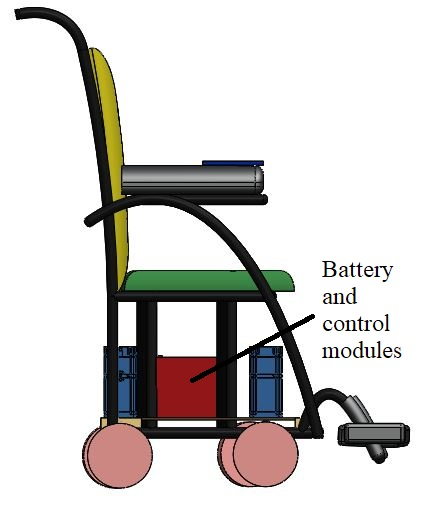 Battery
and
control
modules